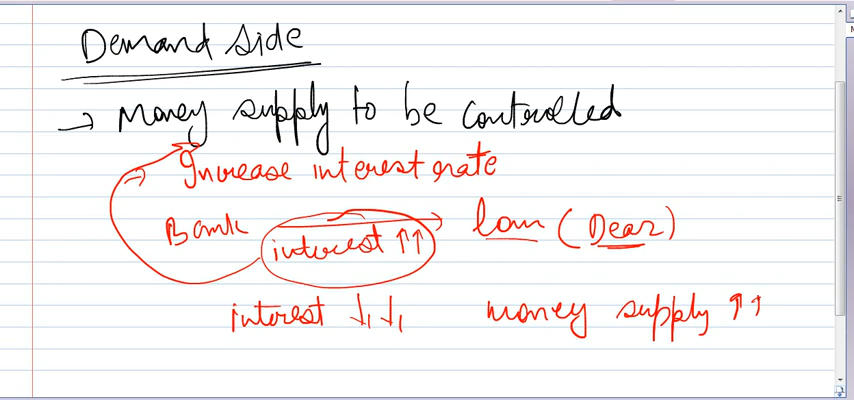 Demand side
→ Money supply to be controlled
⇒ Increase interest rate
Bank interest ↑↑ → loan (Dear)
interest ↓↓ money supply ↑↑